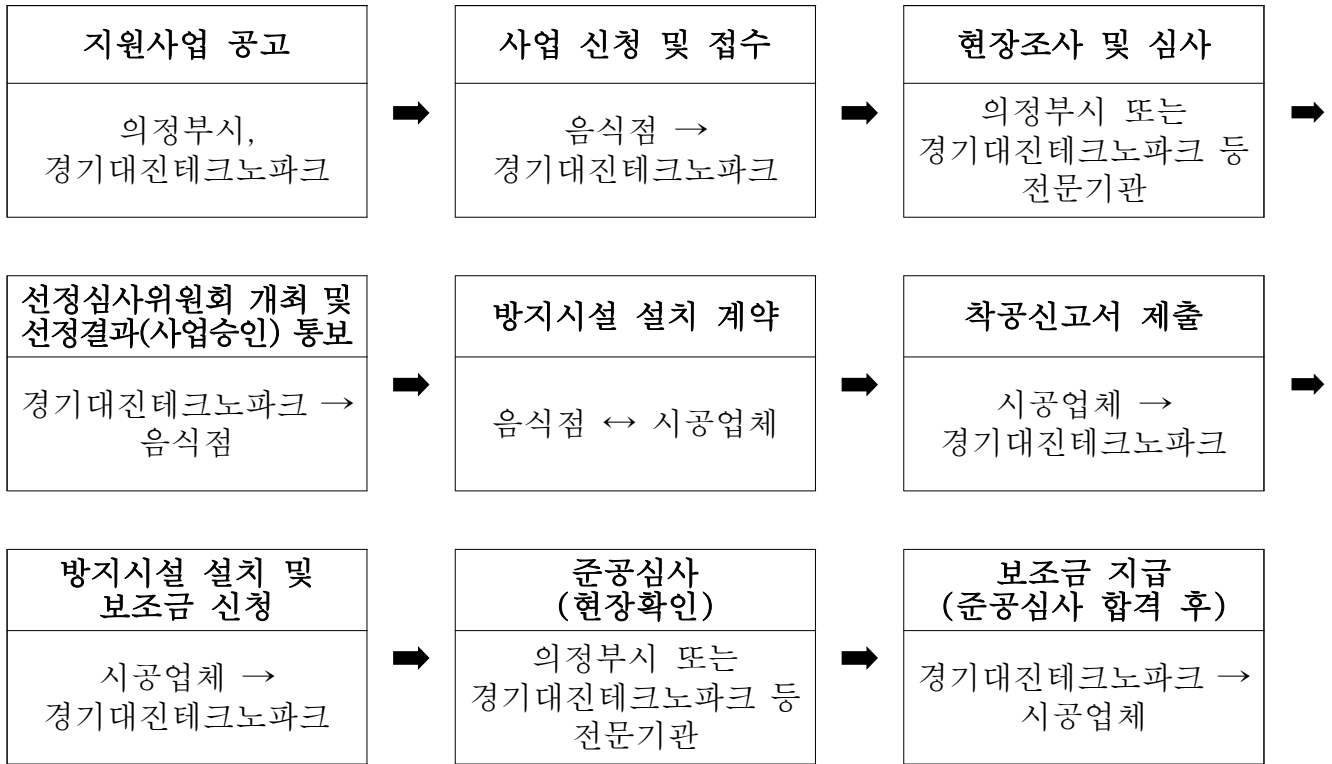 지원사업 공고
의정부시,
경기대진테크노파크
➡
사업 신청 및 접수
음식점 →
경기대진테크노파크
➡
현장조사 및 심사
의정부시 또는
경기대진테크노파크 등
전문기관
➡
선정심사위원회 개최 및
선정결과(사업승인) 통보
경기대진테크노파크 →
음식점
➡
방지시설 설치 계약
음식점 ↔ 시공업체
➡
착공신고서 제출
시공업체 →
경기대진테크노파크
➡
방지시설 설치 및
보조금 신청
시공업체 →
경기대진테크노파크
➡
준공심사
(현장확인)
의정부시 또는
경기대진테크노파크 등
전문기관
➡
보조금 지급
(준공심사 합격 후)
경기대진테크노파크 →
시공업체